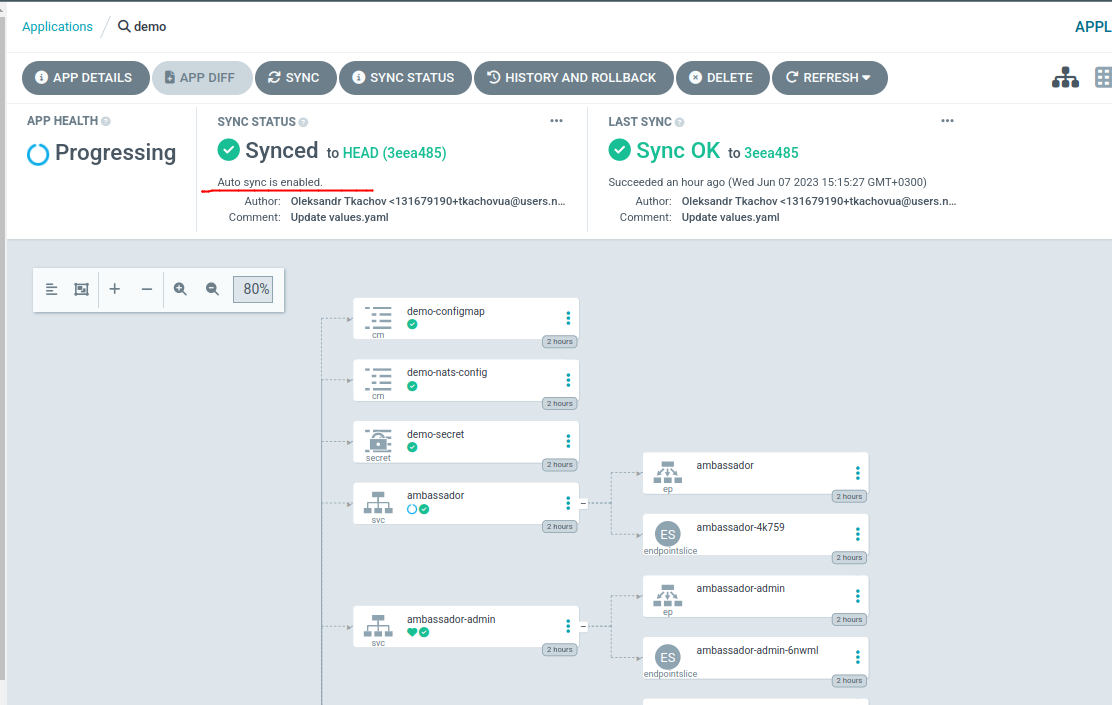 Applications / demo
APPL
APP DETAILS
APP DIFF
SYNC
SYNC STATUS
HISTORY AND ROLLBACK
DELETE
REFRESH
APP HEALTH
Progressing
SYNC STATUS
Synced to HEAD (3eea485)
Auto sync is enabled.
Author: Oleksandr Tkachov <131679190+tkachovua@users.n...
Comment: Update values.yaml
LAST SYNC
Sync OK to 3eea485
Succeeded an hour ago (Wed Jun 07 2023 15:15:27 GMT+0300)
Author: Oleksandr Tkachov <131679190+tkachovua@users.n...
Comment: Update values.yaml
80%
demo-configmap
cm
2 hours
demo-nats-config
cm
2 hours
demo-secret
secret
2 hours
ambassador
svc
2 hours
ambassador
ep
2 hours
ES
ambassador-4k759
endpointslice
2 hours
ambassador-admin
svc
2 hours
ambassador-admin
ep
2 hours
ES
ambassador-admin-6nwml
endpointslice
2 hours